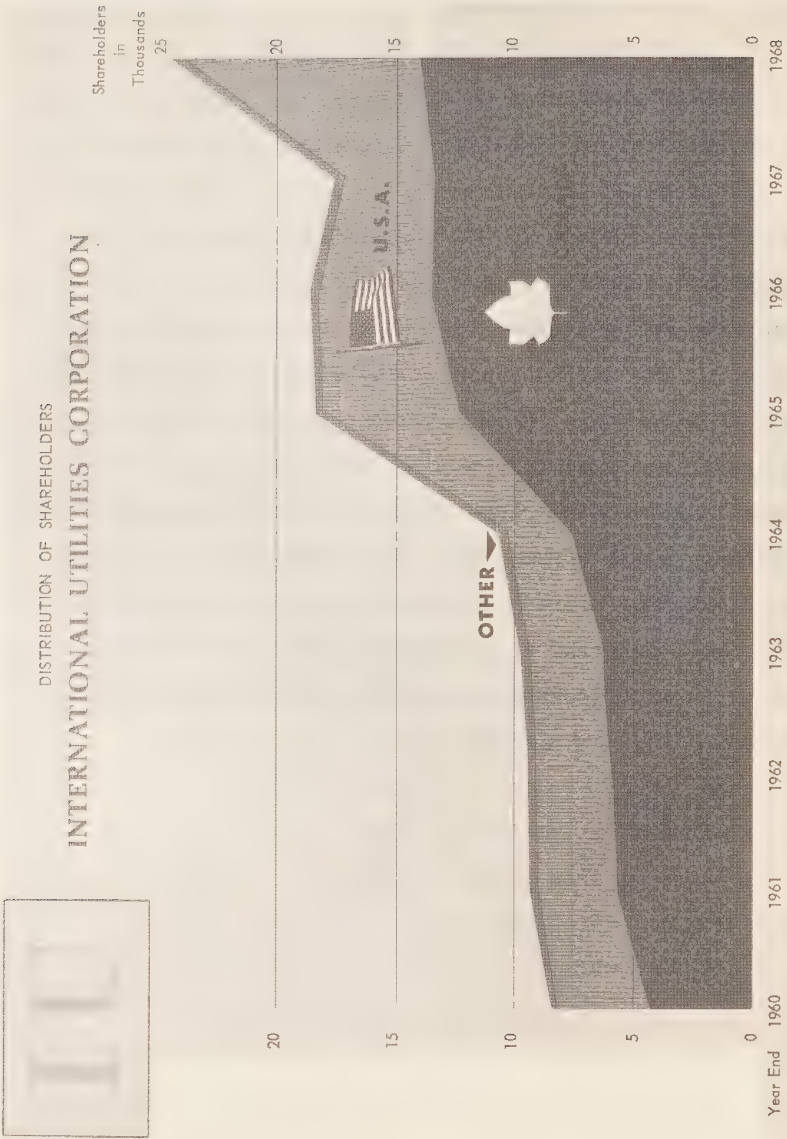 IU
DISTRIBUTION OF SHAREHOLDERS
INTERNATIONAL UTILITIES CORPORATION
Shareholders
in
Thousands
25
20
20
15
15
10
10
5
5
0
0
U.S.A.
OTHER
Year End 1960 1961 1962 1963 1964 1965 1966 1967 1968